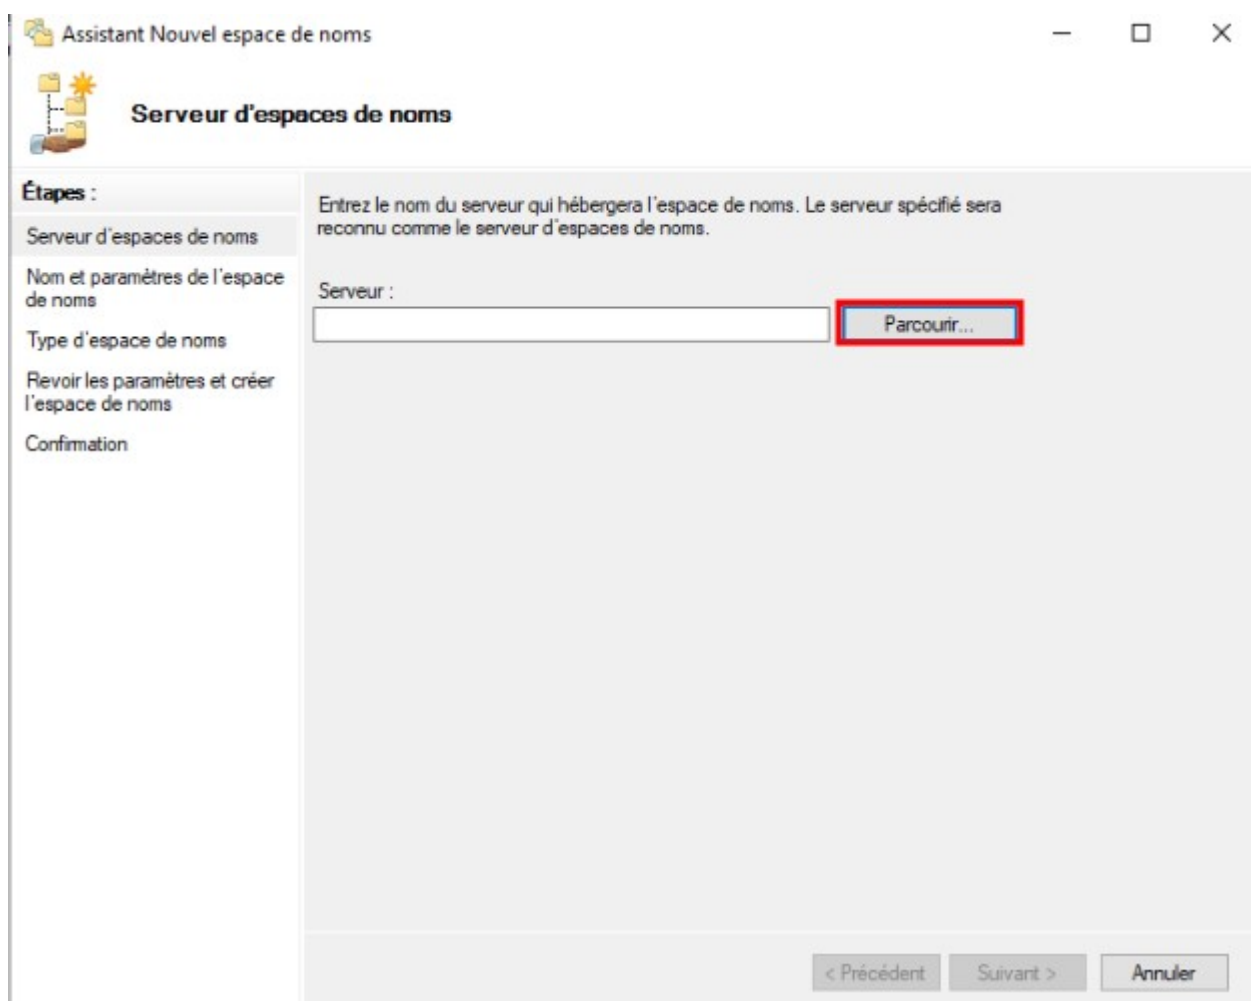 Assistant Nouvel espace de noms
Serveur d'espaces de noms
Étapes :
Serveur d'espaces de noms
Nom et paramètres de l'espace
de noms
Type d'espace de noms
Revoir les paramètres et créer
l'espace de noms
Confirmation
Entrez le nom du serveur qui hébergera l'espace de noms. Le serveur spécifié sera
reconnu comme le serveur d'espaces de noms.
Serveur :
Parcourir...
< Précédent
Suivant >
Annuler